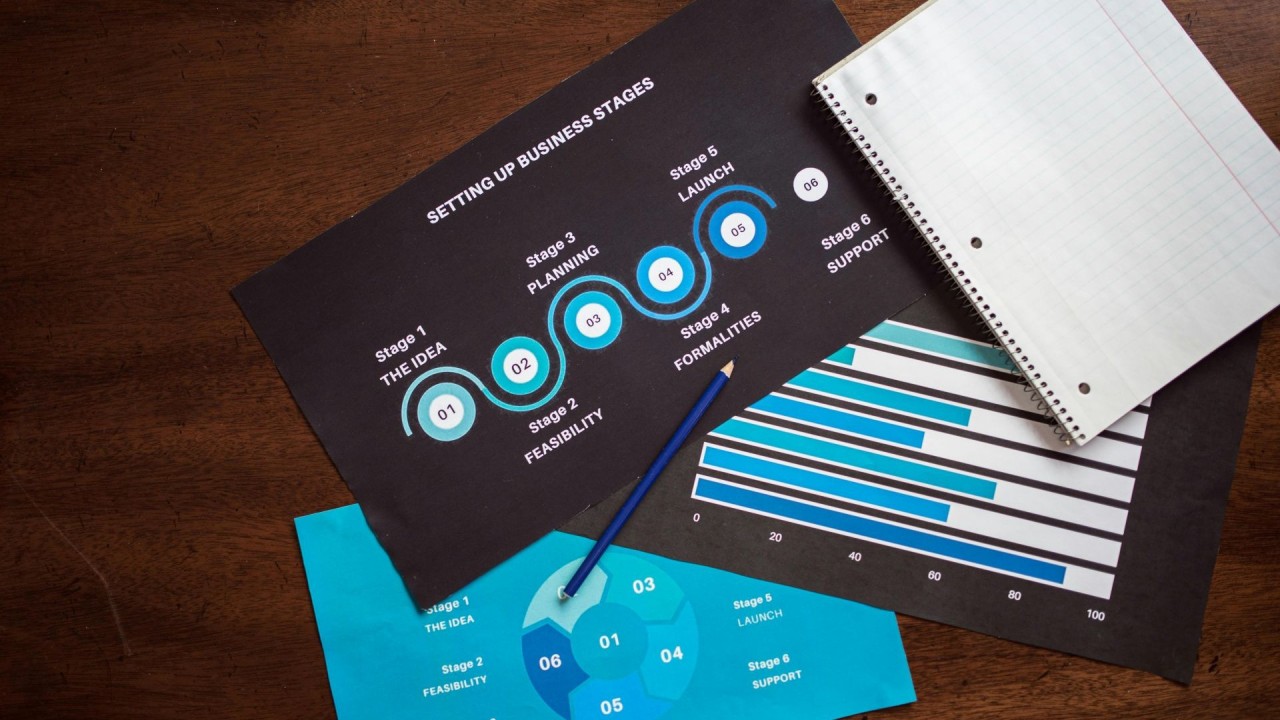 SETTING UP BUSINESS STAGES
Stage 1
THE IDEA
01
02
Stage 2
FEASIBILITY
Stage 3
PLANNING
03
04
Stage 4
FORMALITIES
Stage 5
LAUNCH
05
06
Stage 6
SUPPORT
0
20
40
60
80
100
Stage 1
THE IDEA
Stage 2
FEASIBILITY
03
01
04
06
05
Stage 5
LAUNCH
Stage 6
SUPPORT